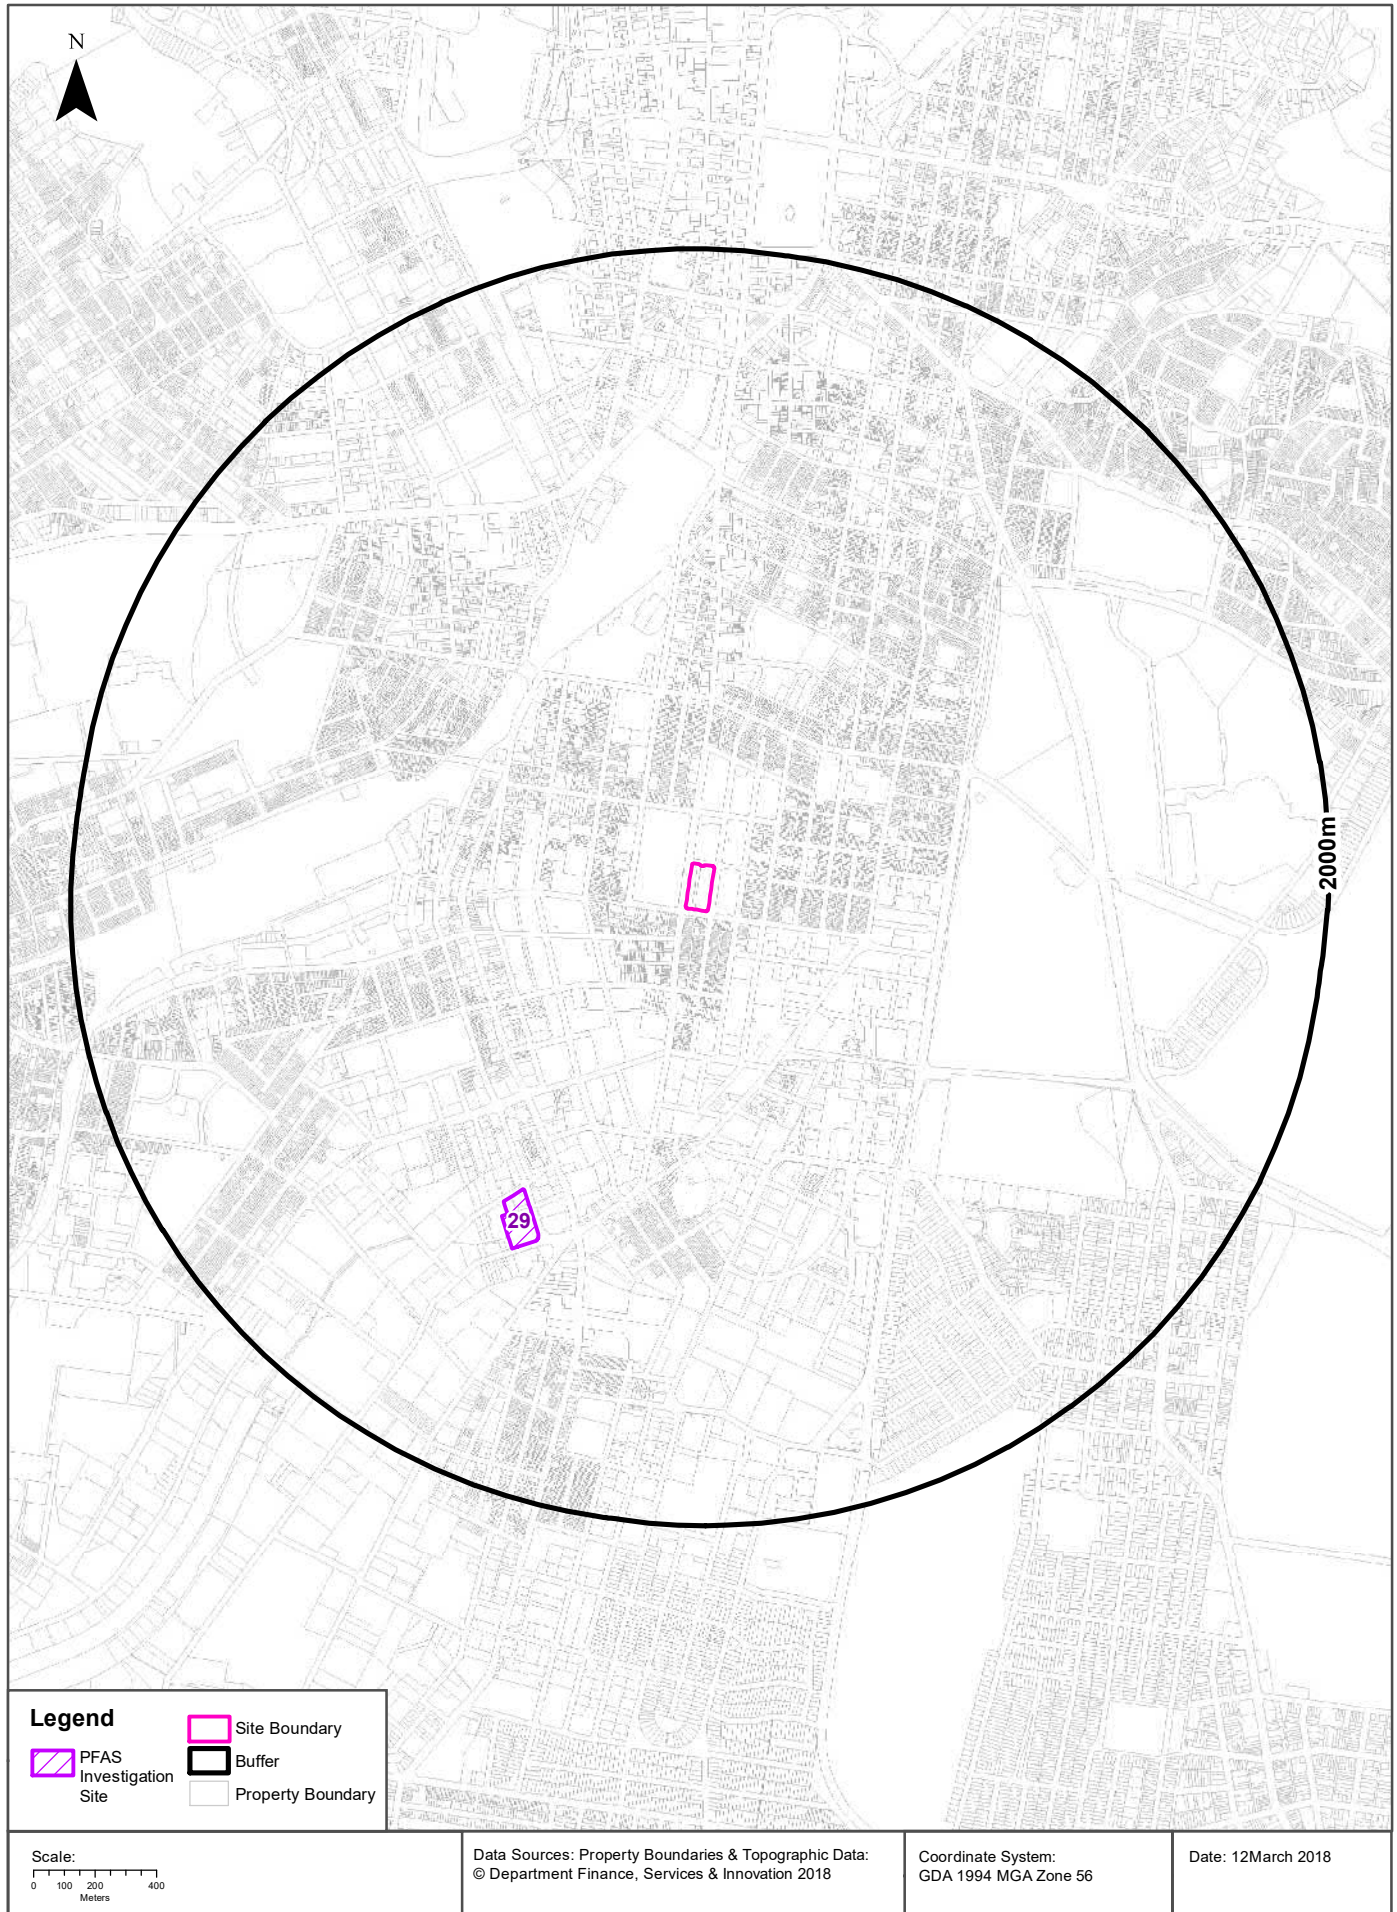 N
2000m
29
Legend
PFAS
Investigation
Site
Site Boundary
Buffer
Property Boundary
Scale:
0 100 200 400
Meters
Data Sources: Property Boundaries & Topographic Data:
© Department Finance, Services & Innovation 2018
Coordinate System:
GDA 1994 MGA Zone 56
Date: 12March 2018